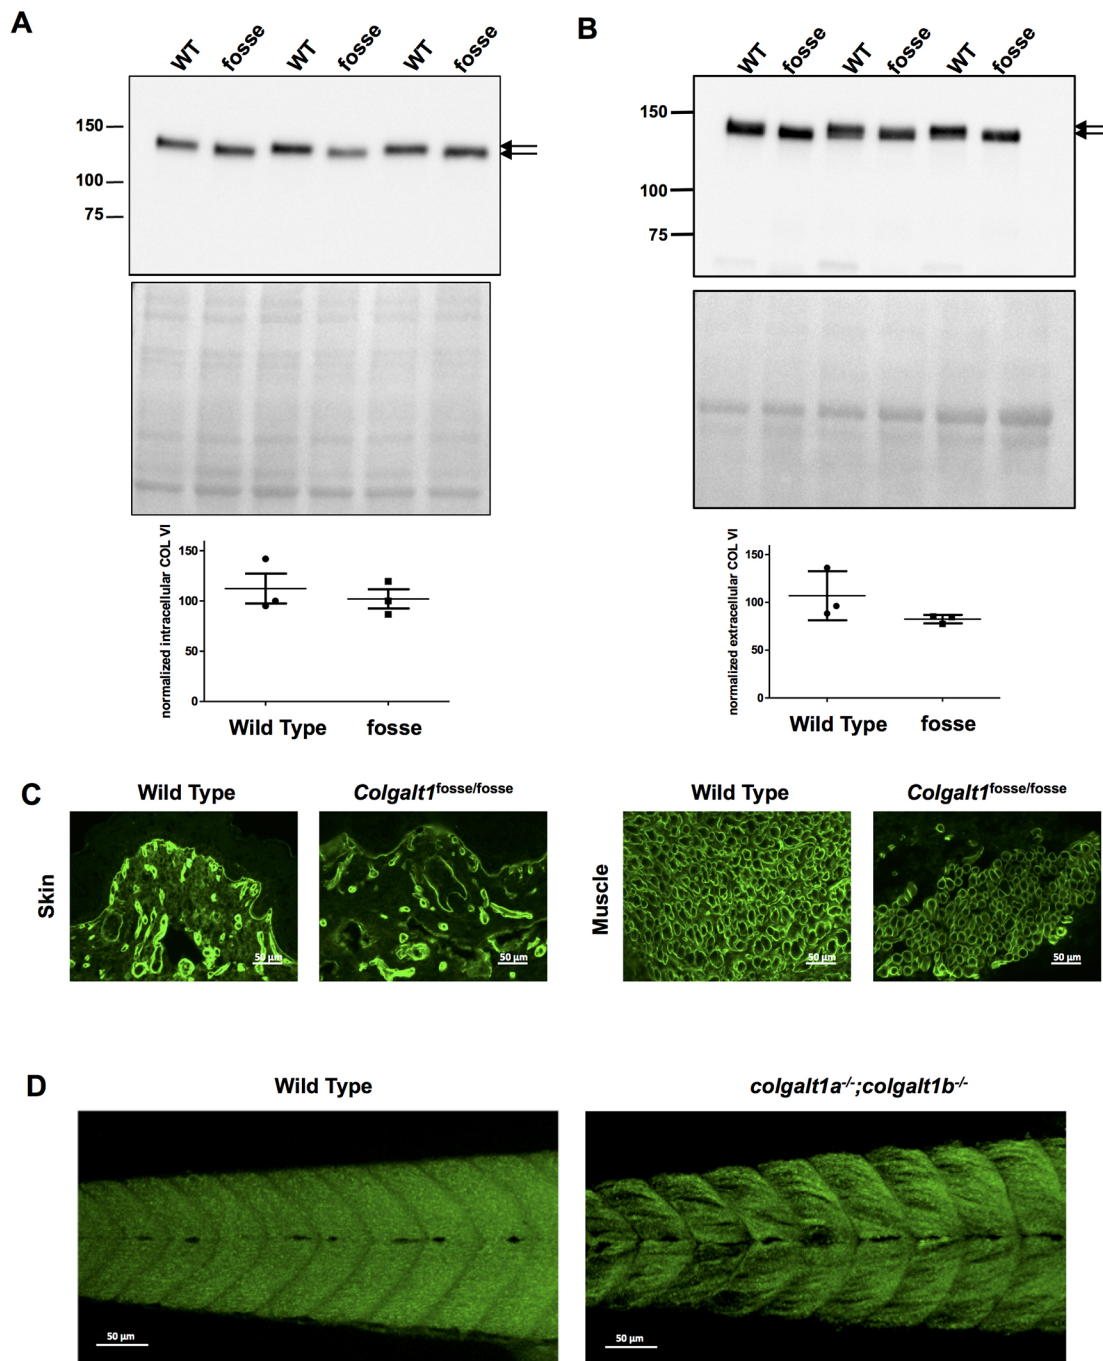 A
WT fosse WT fosse WT fosse
150
100
75
normalized intracellular COL VI
150
100
50
0
Wild Type fosse
B
WT fosse WT fosse WT fosse
150
100
75
normalized extracellular COL VI
150
100
50
0
Wild Type fosse
C
Wild Type Colgalt1fosse/fosse Wild Type Colgalt1fosse/fosse
Skin
50 µm
50 µm
Muscle
50 µm
50 µm
D
Wild Type colgalt1a-/-;colgalt1b-/-
50 µm
50 µm